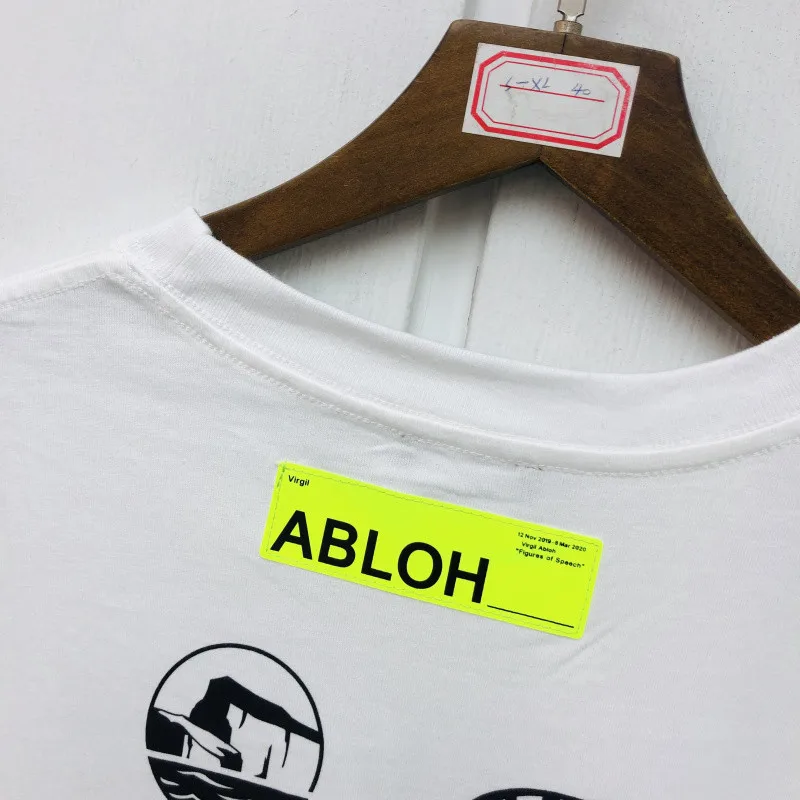 S-XL 40
Virgil
ABLOH
12 Nov 2019-8 Mar 2020
Virgil Abloh
"Figures of Speech"